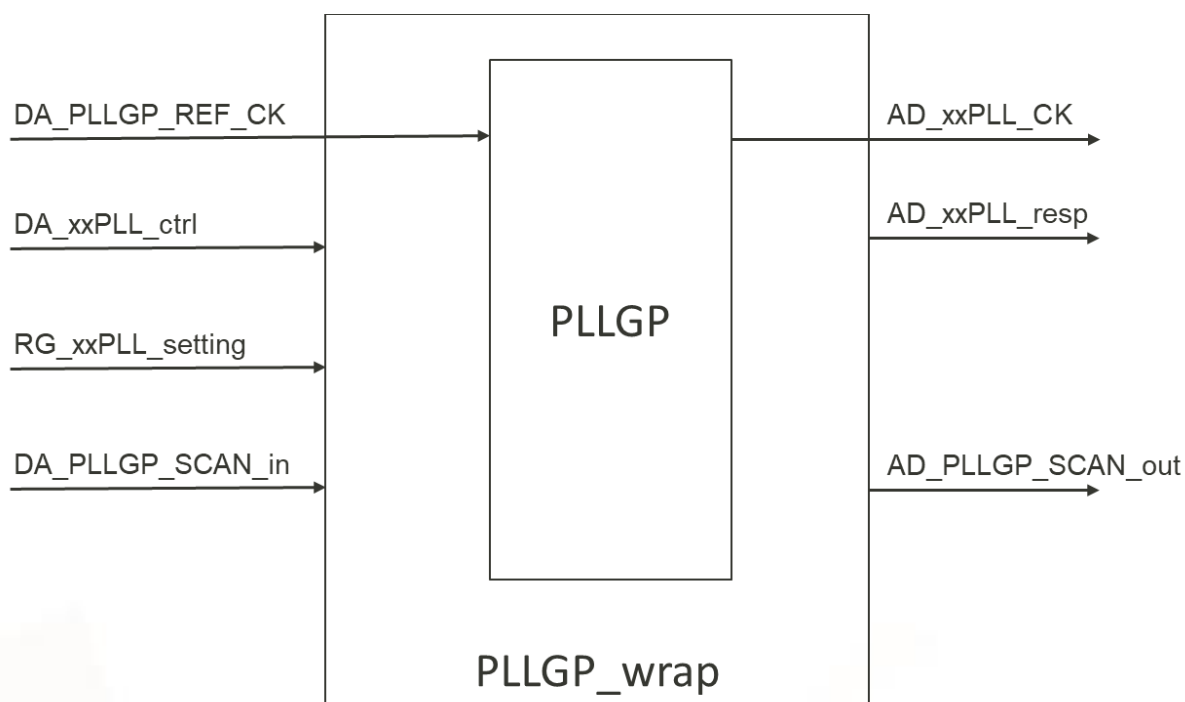 DA_PLLGP_REF_CK
AD_xxPLL_CK
DA_xxPLL_ctrl
AD_xxPLL_resp
PLLGP
RG_xxPLL_setting
DA_PLLGP_SCAN_in
AD_PLLGP_SCAN_out
PLLGP_wrap